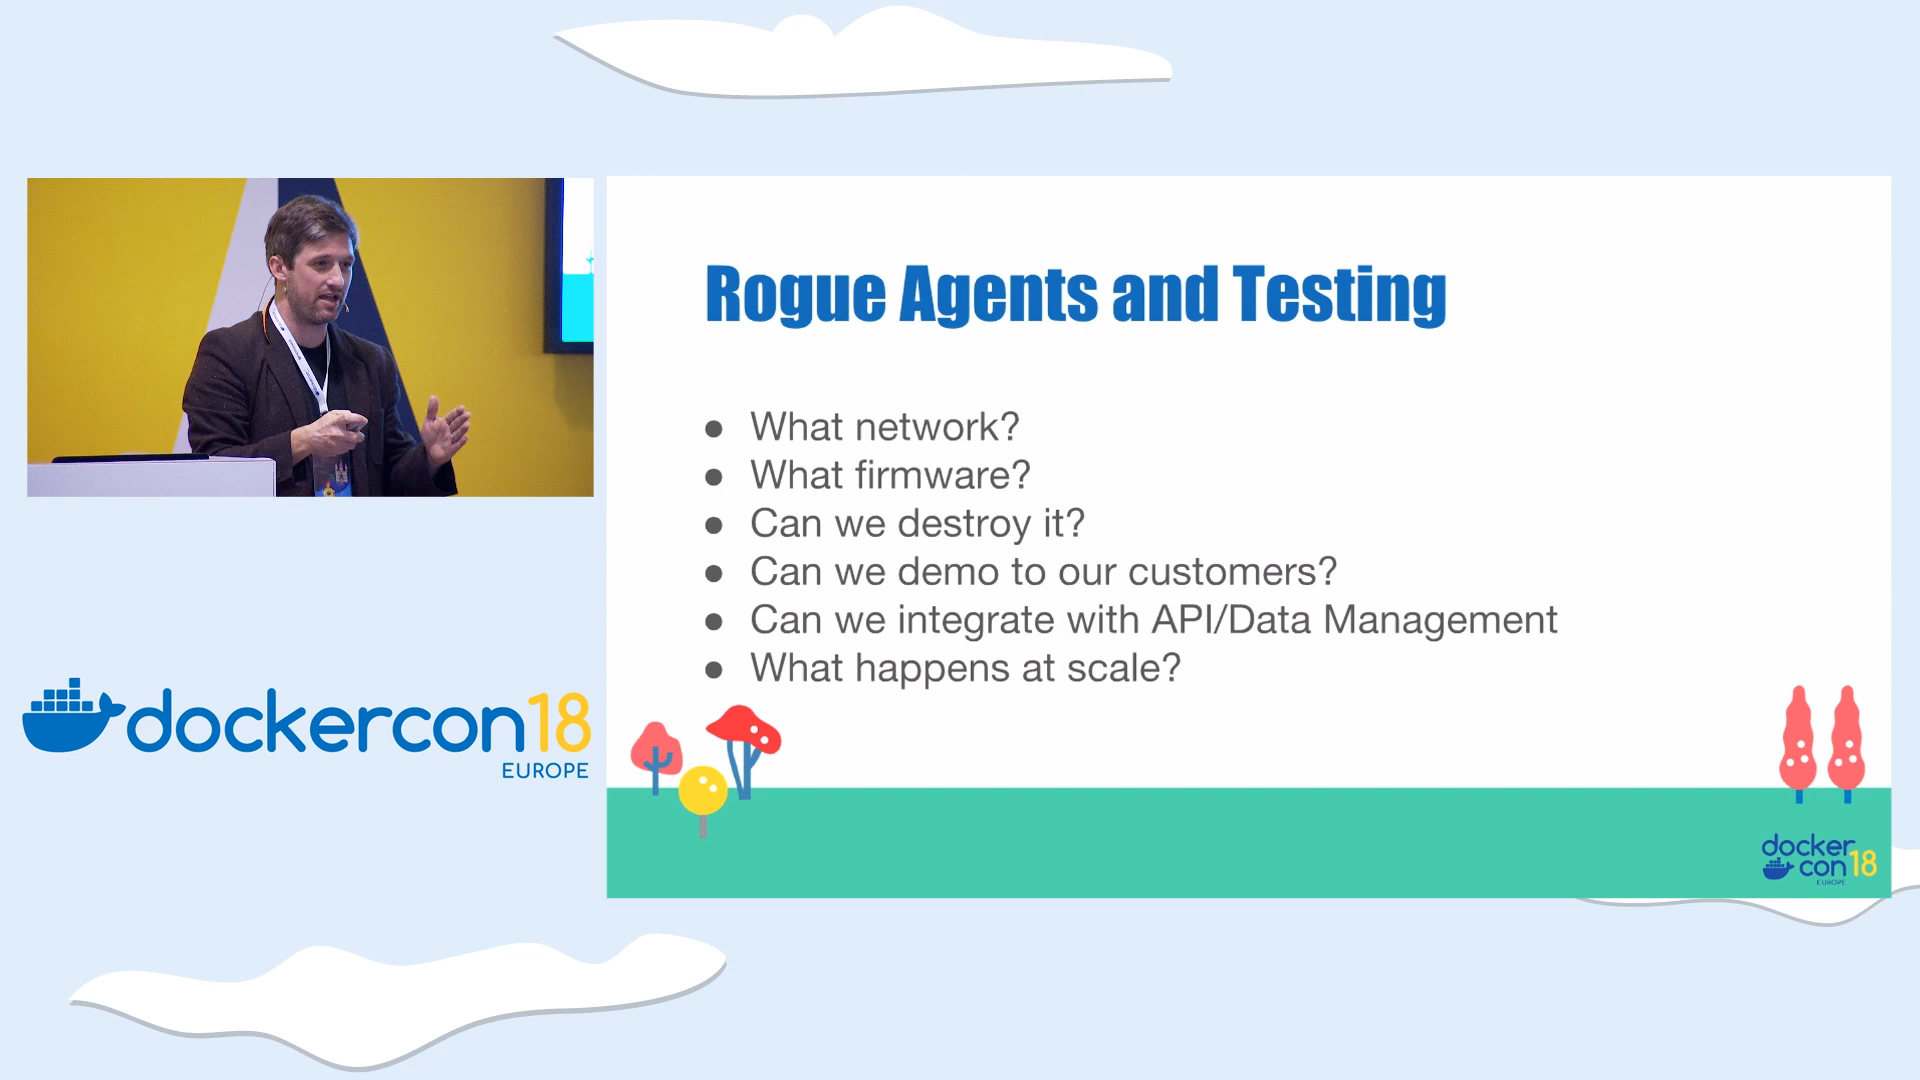 Rogue Agents and Testing
● What network?
● What firmware?
● Can we destroy it?
● Can we demo to our customers?
● Can we integrate with API/Data Management
● What happens at scale?
dockercon18
EUROPE
docker
con18
EUROPE